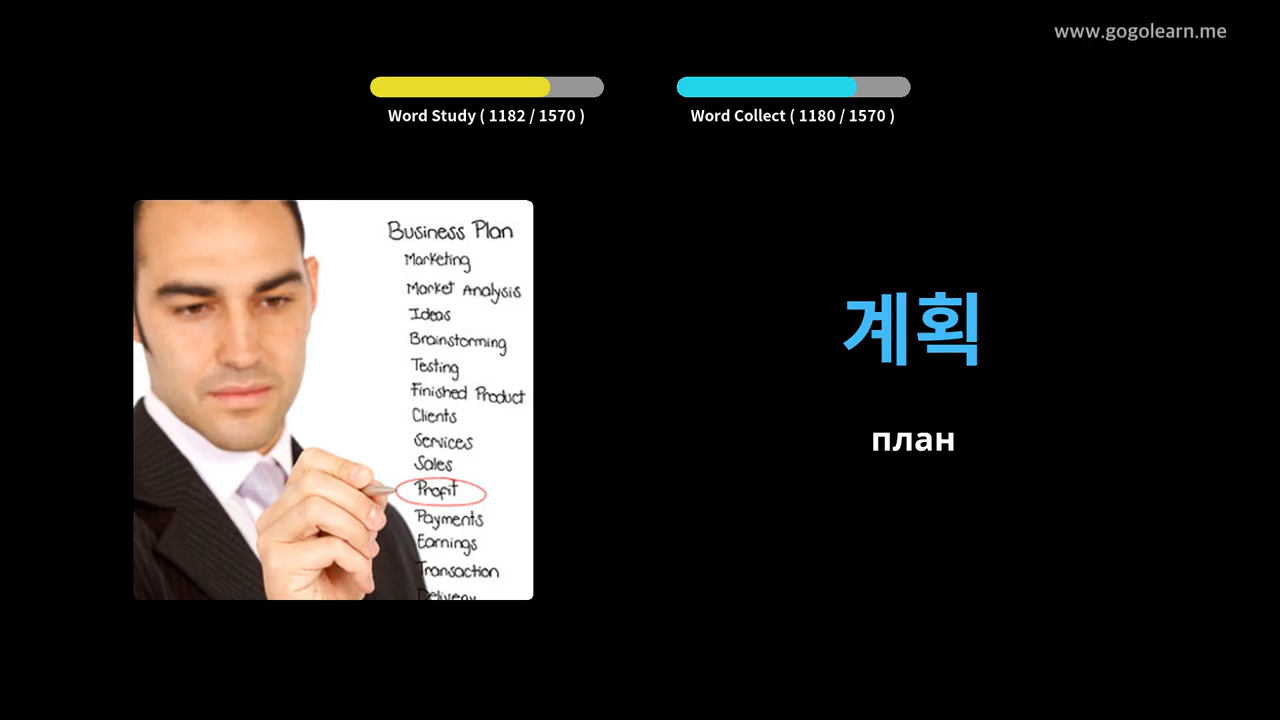 www.gogolearn.me
Word Study ( 1182 / 1570 )
Word Collect ( 1180 / 1570 )
Business Plan
Marketing
Market Analysis
Ideas
Brainstorming
Testing
Finished Product
Clients
Services
Sales
Profit
Payments
Earnings
Transaction
Delivery
계획
план